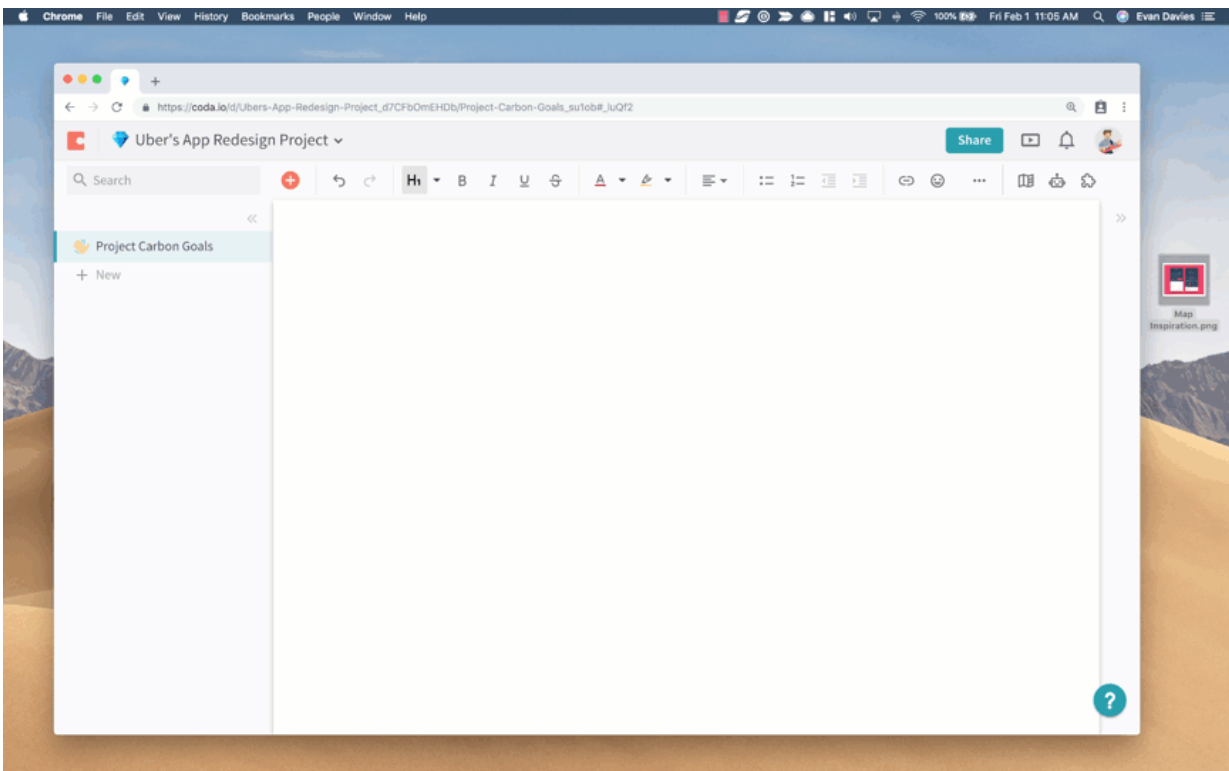 Chrome File Edit View History Bookmarks People Window Help 100% Fri Feb 1 11:05 AM Evan Davies
https://coda.io/d/Ubers-App-Redesign-Project_d7CFbOmEHDb/Project-Carbon-Goals_su1ob#_luQf2
Uber's App Redesign Project Share
Search H1 B I U S A
Project Carbon Goals
+ New
Map
Inspiration.png
?